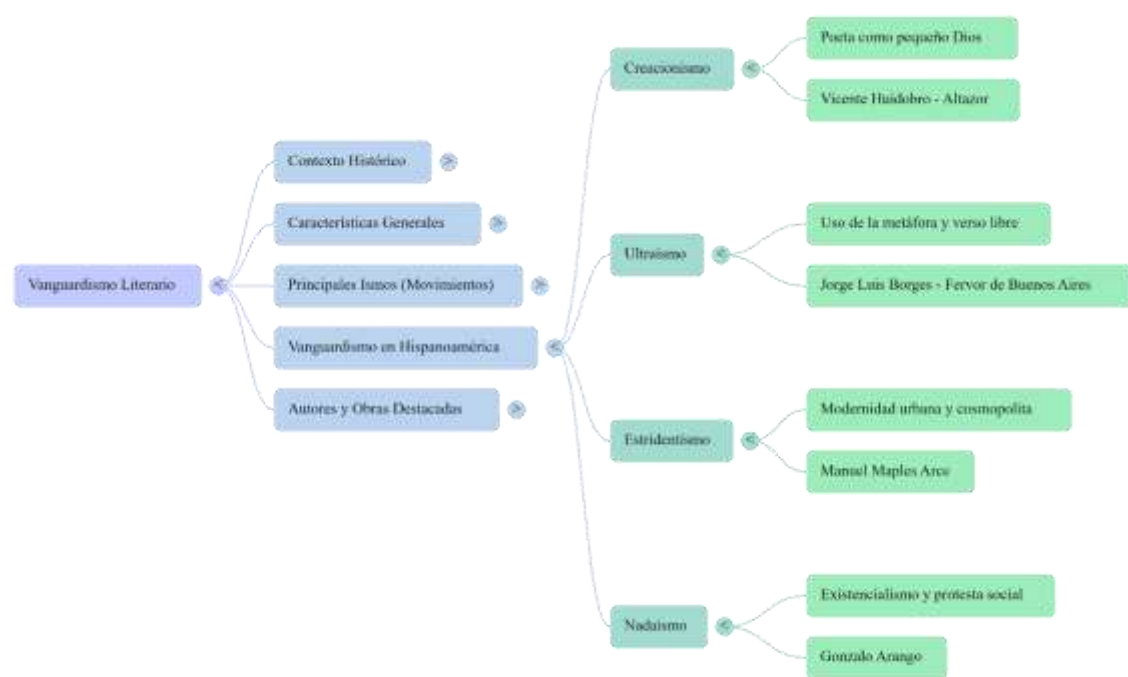 Vanguardismo Literario
Contexto Histórico
Características Generales
Principales Ismos (Movimientos)
Vanguardismo en Hispanoamérica
Creacionismo
Poeta como pequeño Dios
Vicente Huidobro - Altazor
Ultraísmo
Uso de la metáfora y verso libre
Jorge Luis Borges - Fervor de Buenos Aires
Estridentismo
Modernidad urbana y cosmopolita
Manuel Maples Arce
Nadaísmo
Existencialismo y protesta social
Gonzalo Arango
Autores y Obras Destacadas